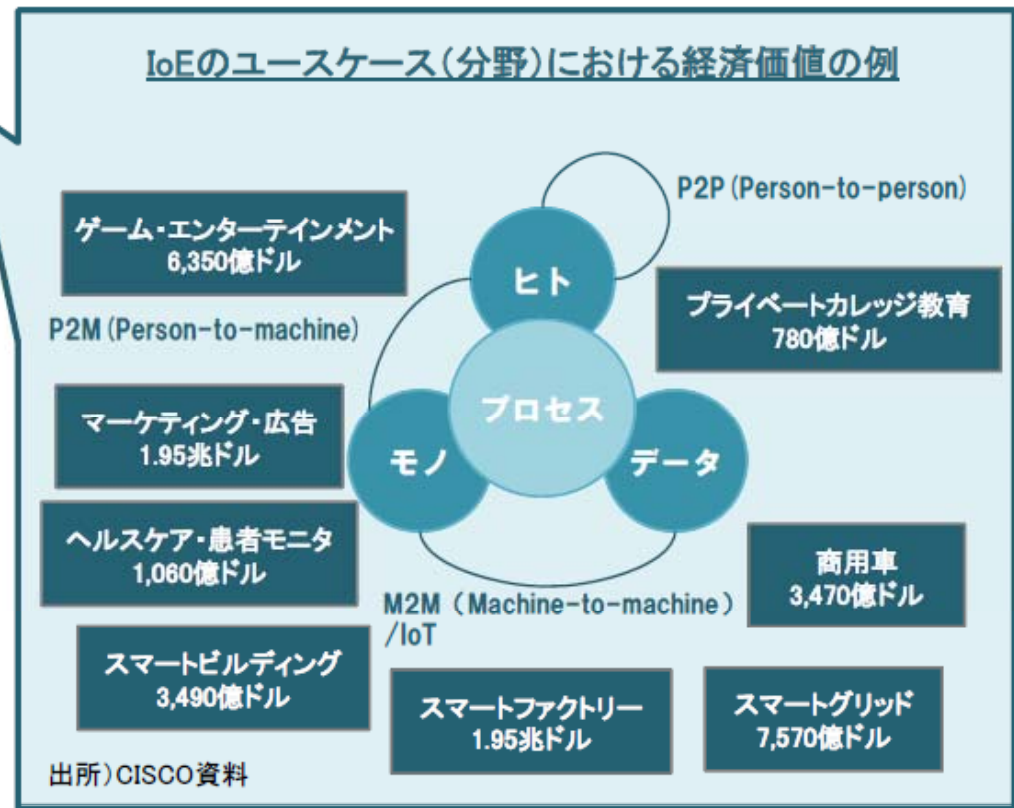 IoEのユースケース(分野)における経済価値の例
P2P(Person-to-person)
ゲーム・エンターテインメント
6,350億ドル
ヒト
プライベートカレッジ教育
780億ドル
P2M(Person-to-machine)
マーケティング・広告
1.95兆ドル
プロセス
モノ
データ
ヘルスケア・患者モニタ
1,060億ドル
商用車
3,470億ドル
M2M(Machine-to-machine)
/IoT
スマートビルディング
3,490億ドル
スマートファクトリー
1.95兆ドル
スマートグリッド
7,570億ドル
出所)CISCO資料